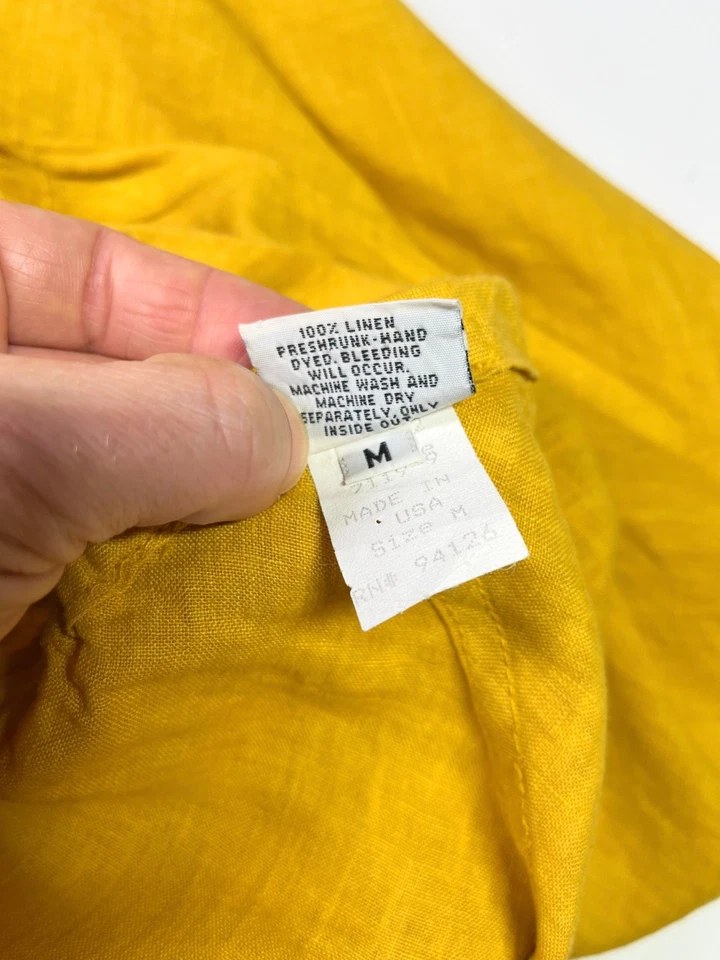 100% LINEN
PRESHRUNK-HAND
DYED. BLEEDING
WILL OCCUR.
MACHINE WASH AND
MACHINE DRY
SEPARATELY, ONLY
INSIDE OUT
M
MADE IN
USA
Size M
RN# 94126